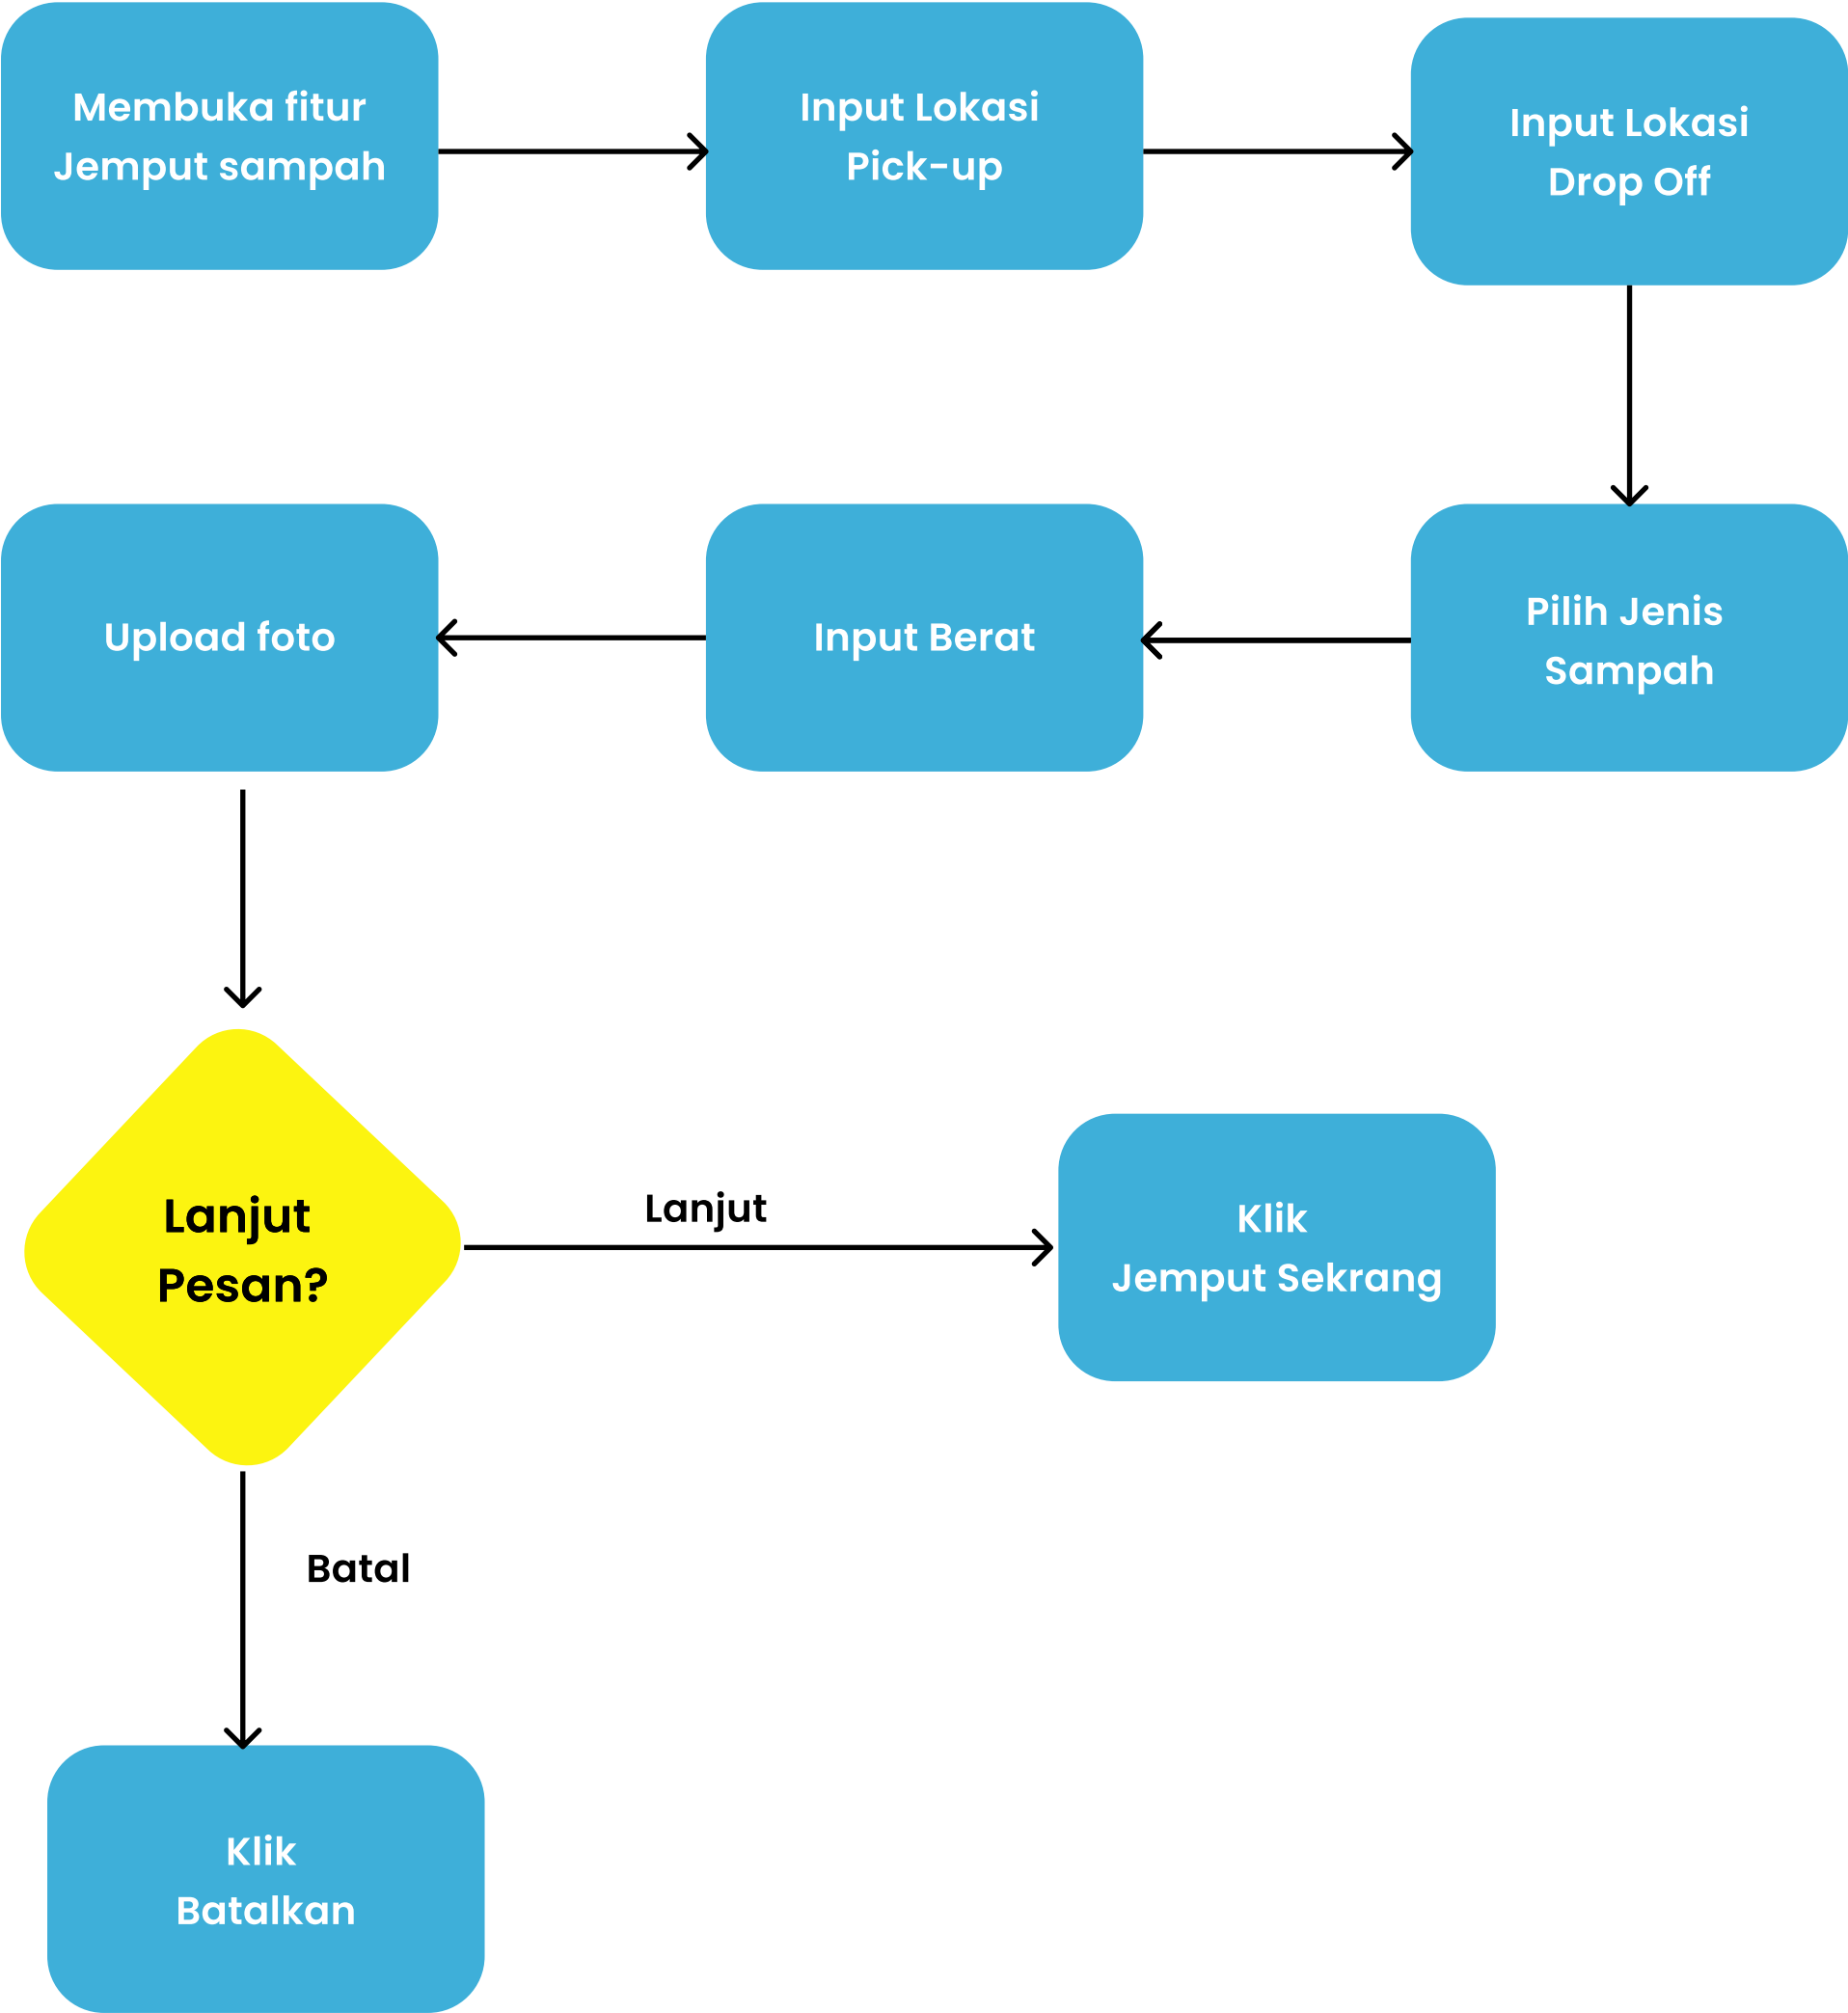 Membuka fitur
Jemput sampah
Input Lokasi
Pick-up
Input Lokasi
Drop Off
Pilih Jenis
Sampah
Input Berat
Upload foto
Lanjut
Pesan?
Lanjut
Klik
Jemput Sekrang
Batal
Klik
Batalkan